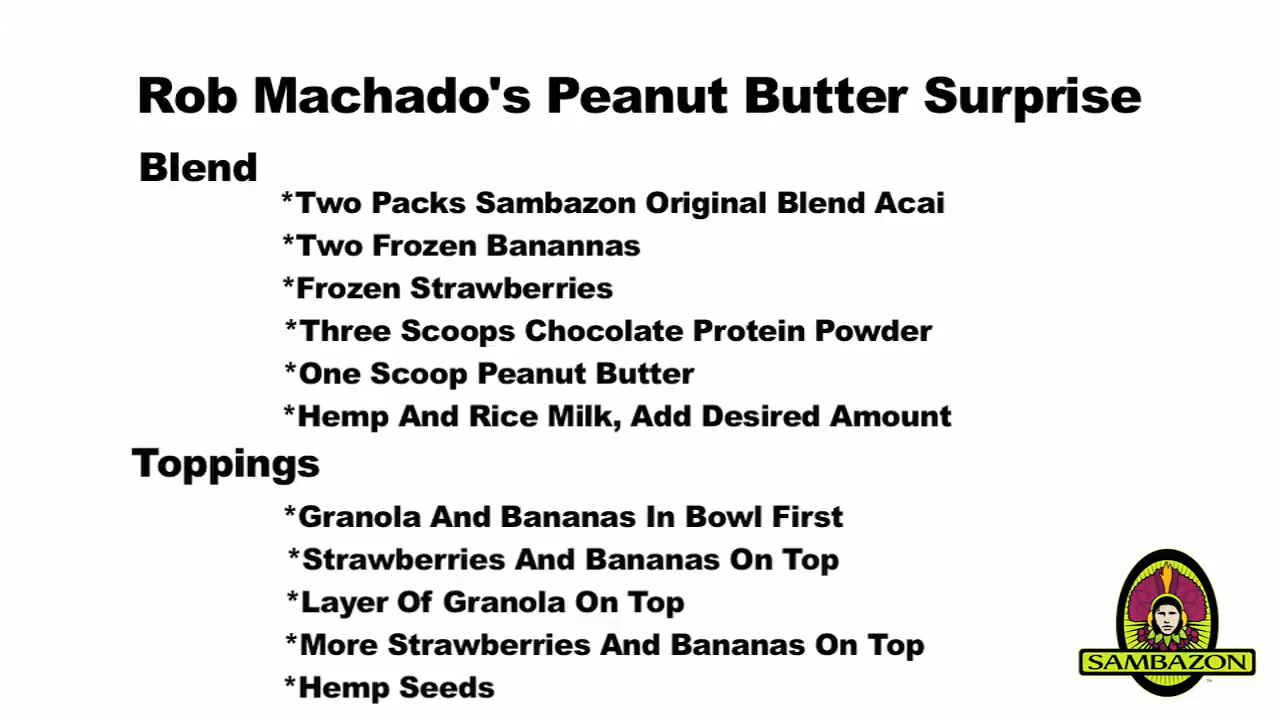 Rob Machado's Peanut Butter Surprise
Blend
*Two Packs Sambazon Original Blend Acai
*Two Frozen Banannas
*Frozen Strawberries
*Three Scoops Chocolate Protein Powder
*One Scoop Peanut Butter
*Hemp And Rice Milk, Add Desired Amount
Toppings
*Granola And Bananas In Bowl First
*Strawberries And Bananas On Top
*Layer Of Granola On Top
*More Strawberries And Bananas On Top
*Hemp Seeds
SAMBAZON